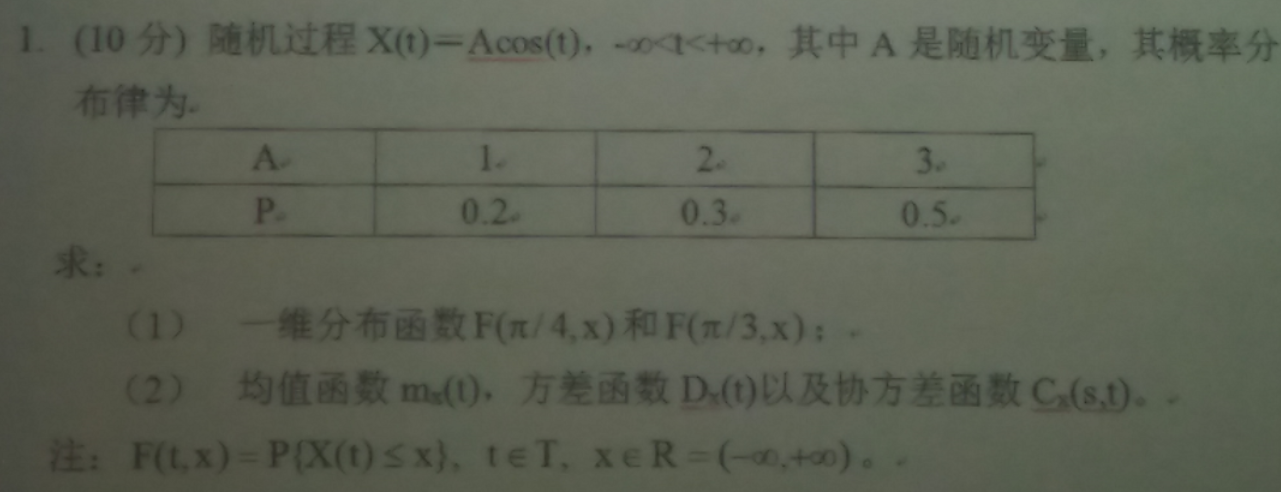 1. (10 分) 随机过程 X(t)=Acos(t)，-∞<t<+∞，其中 A 是随机变量，其概率分
布律为
A 1 2 3
P 0.2 0.3 0.5
求：
（1） 一维分布函数 F(π/4,x) 和 F(π/3,x)；
（2） 均值函数 mx(t)，方差函数 Dx(t)以及协方差函数 Cx(s,t)。
注：F(t,x)=P{X(t)≤x}，t∈T，x∈R=(-∞,+∞)。